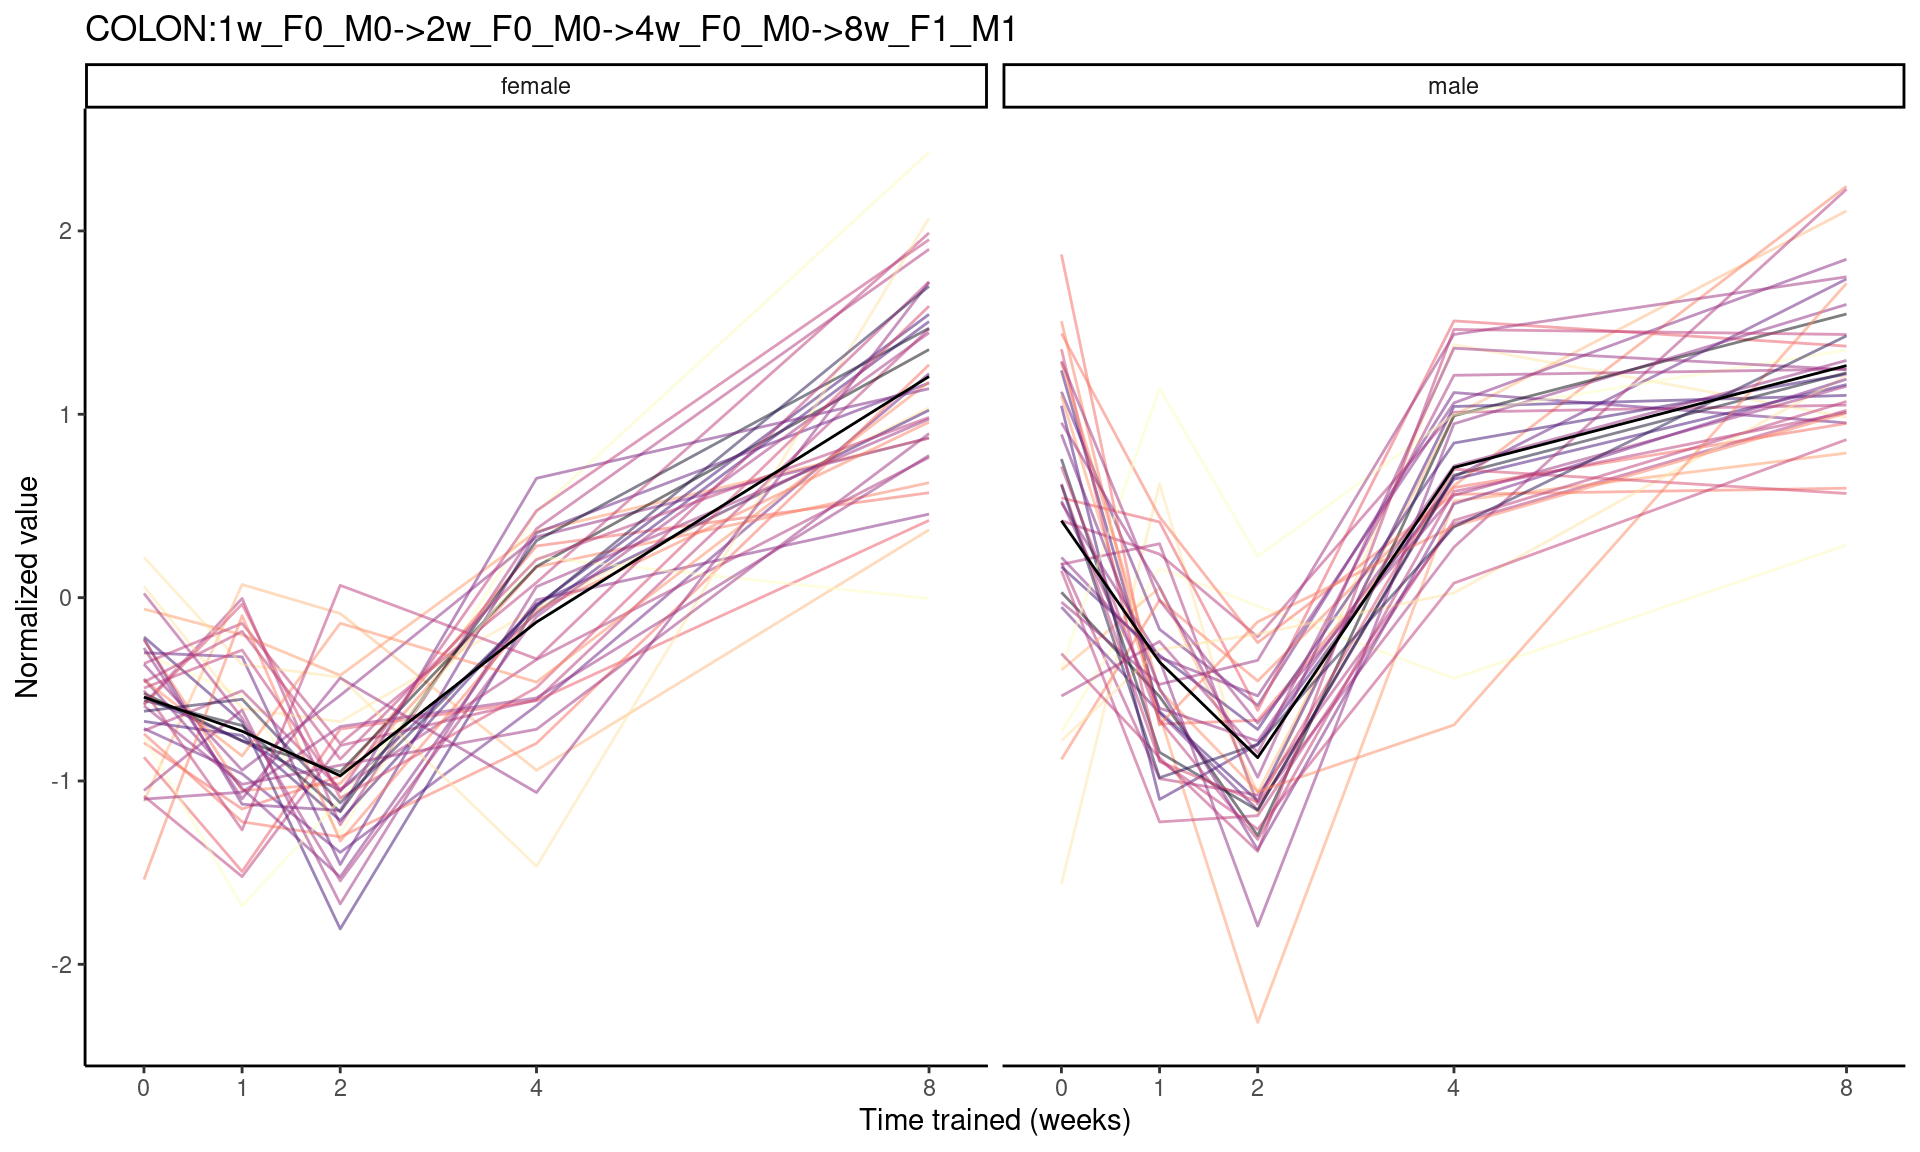 COLON:1w_F0_M0->2w_F0_M0->4w_F0_M0->8w_F1_M1
female
male
Normalized value
2
1
0
-1
-2
0 1 2 4 8
0 1 2 4 8
Time trained (weeks)